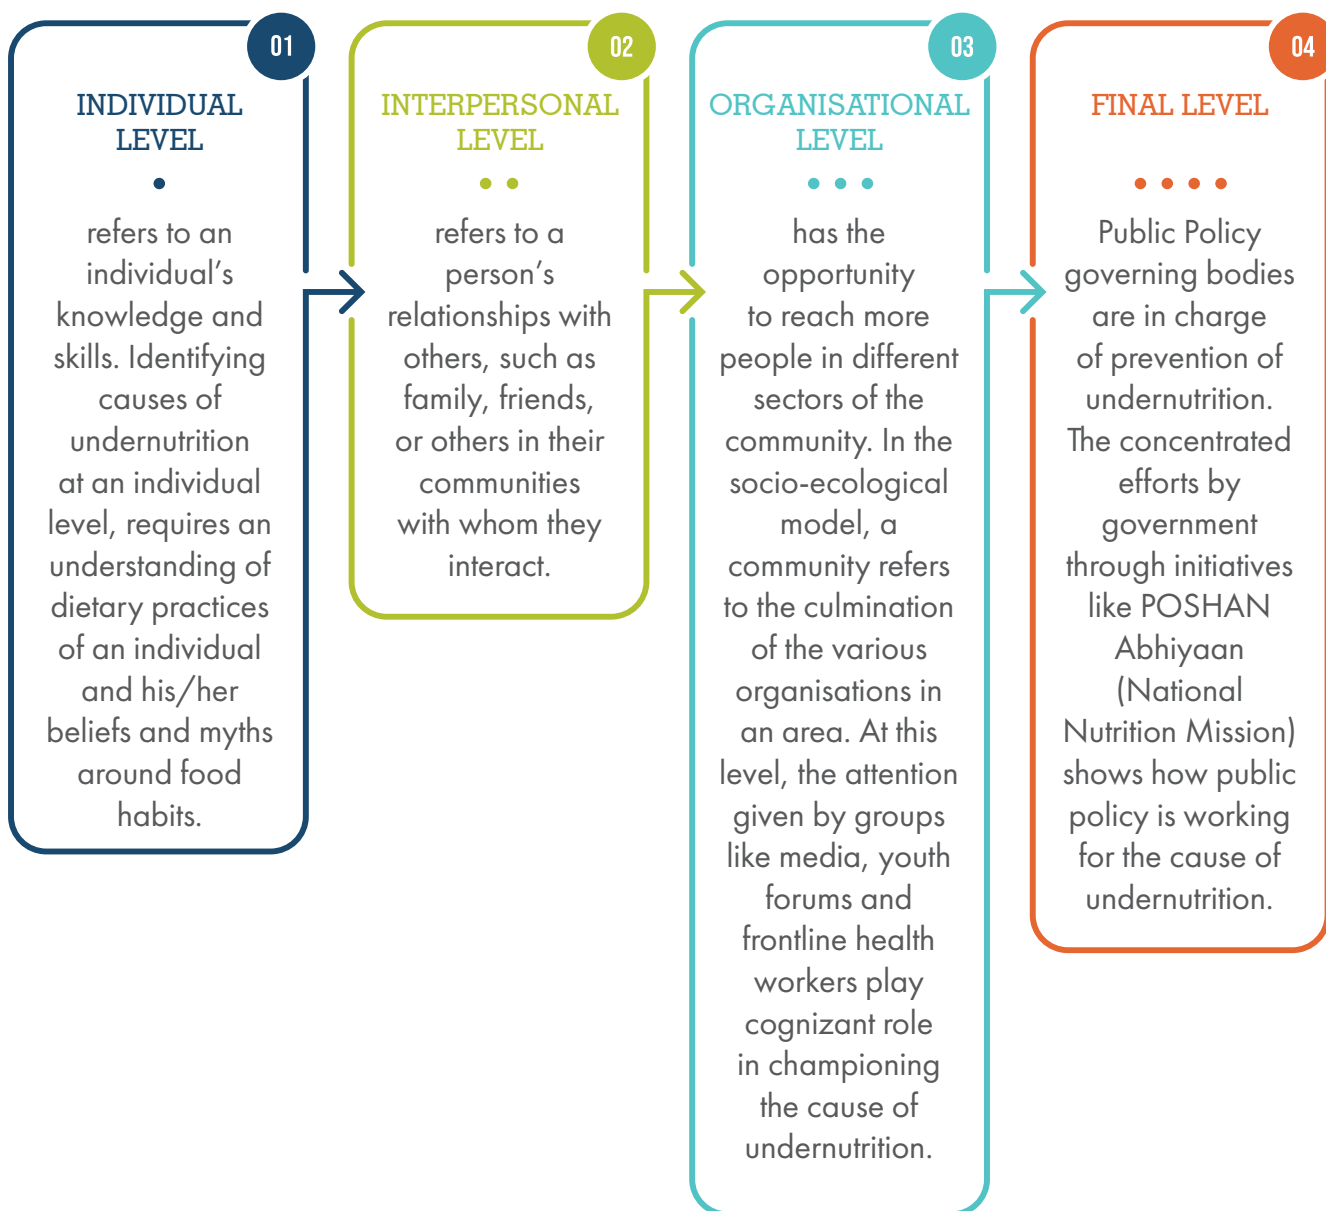 01
INDIVIDUAL
LEVEL
refers to an
individual’s
knowledge and
skills. Identifying
causes of
undernutrition
at an individual
level, requires an
understanding of
dietary practices
of an individual
and his/her
beliefs and myths
around food
habits.
02
INTERPERSONAL
LEVEL
refers to a
person’s
relationships with
others, such as
family, friends,
or others in their
communities
with whom they
interact.
03
ORGANISATIONAL
LEVEL
has the
opportunity
to reach more
people in different
sectors of the
community. In the
socio-ecological
model, a
community refers
to the culmination
of the various
organisations in
an area. At this
level, the attention
given by groups
like media, youth
forums and
frontline health
workers play
cognizant role
in championing
the cause of
undernutrition.
04
FINAL LEVEL
Public Policy
governing bodies
are in charge
of prevention of
undernutrition.
The concentrated
efforts by
government
through initiatives
like POSHAN
Abhiyaan
(National
Nutrition Mission)
shows how public
policy is working
for the cause of
undernutrition.